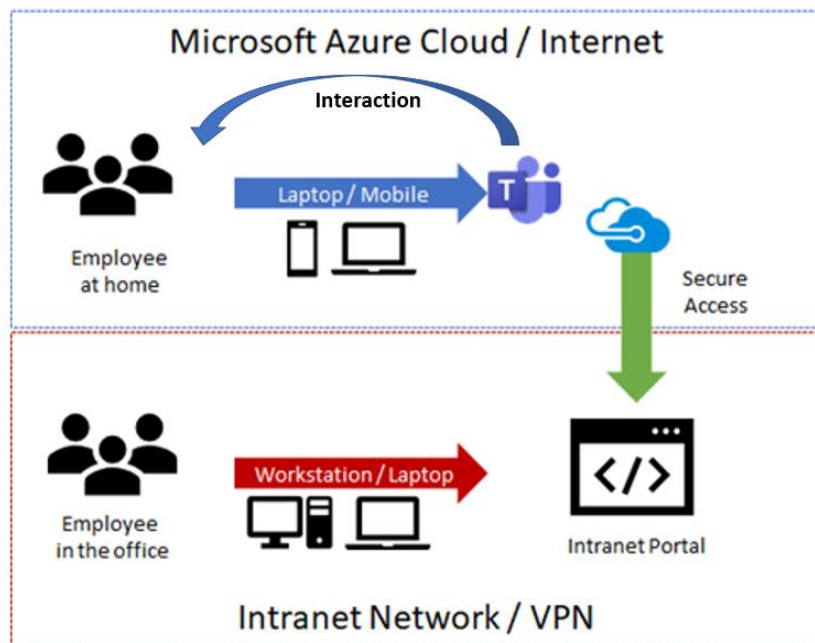 Microsoft Azure Cloud / Internet
Interaction
Laptop / Mobile
T
Employee
at home
Secure
Access
Workstation / Laptop
</>
Employee
in the office
Intranet Portal
Intranet Network / VPN